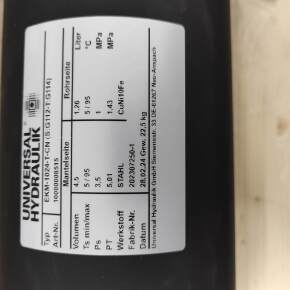 UNIVERSAL
HYDRAULIK
Typ EKM-1024-T-CN (S:G112-T:G114)
Art-Nr. 10000008515
Mantelseite Rohrseite
Volumen 4,5 1,26 Liter
Ts min/max 5 / 95 5 / 95 °C
Ps 3,5 1 MPa
PT 5,01 1,43 MPa
Werkstoff STAHL CuNi10Fe
Fabrik-Nr. 202307250-1
Datum 28.02.24 Gew. 22,5 kg
Universal Hydraulik GmbH Siemensstr. 33 DE-61267 Neu-Anspach